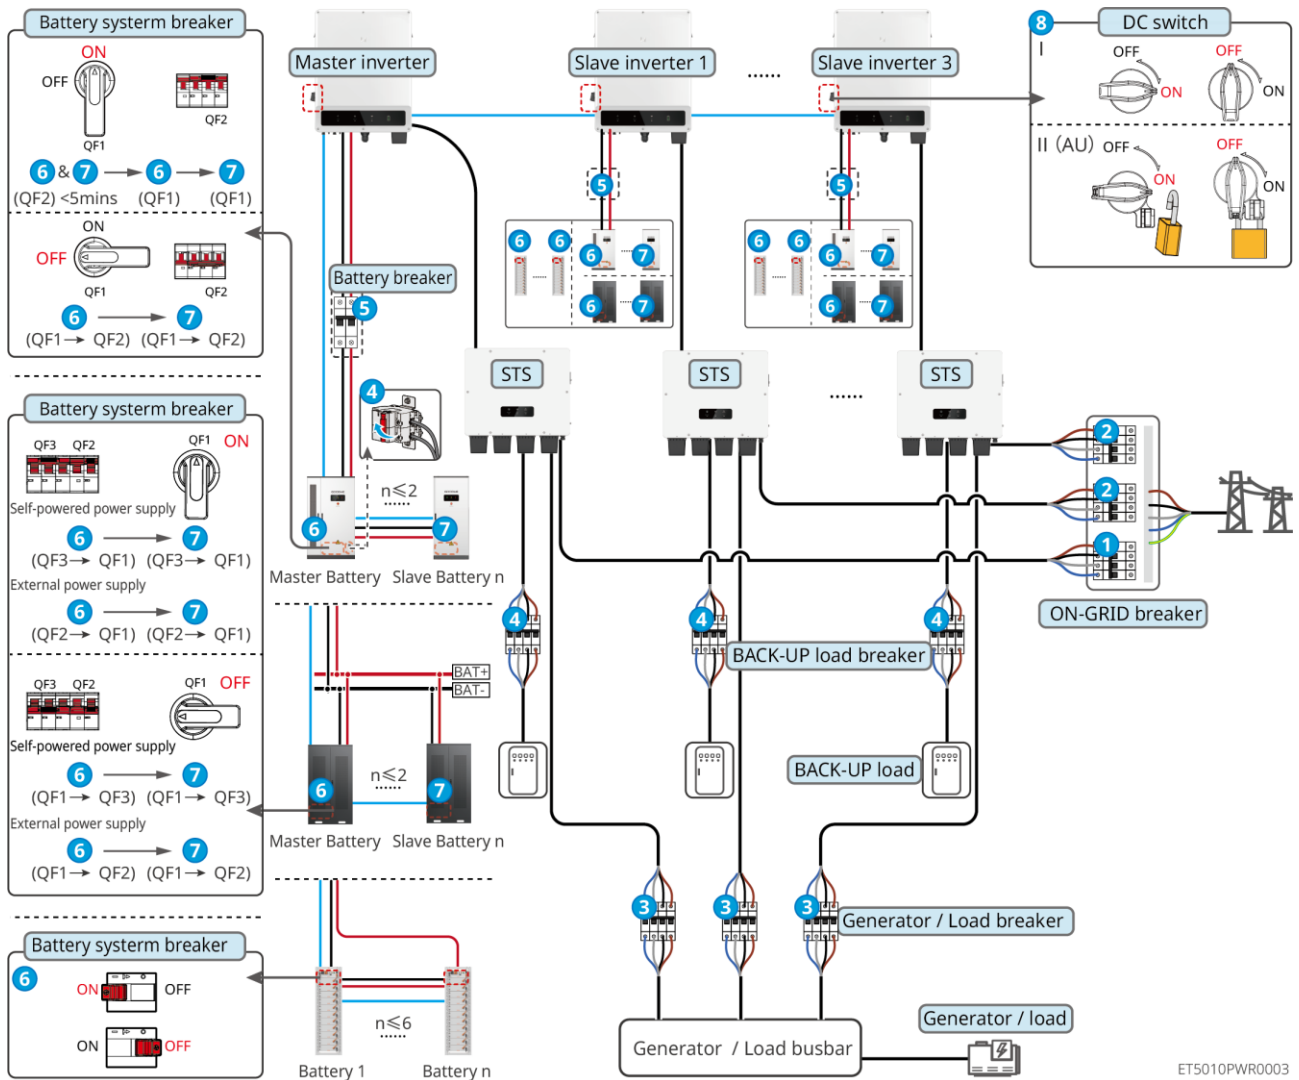 Battery systerm breaker
ON
OFF
QF1
QF2
6 & 7 → 6 → 7
(QF2) <5mins (QF1) (QF1)
ON
OFF
QF1
QF2
6 → 7
(QF1→ QF2) (QF1→ QF2)
Battery systerm breaker
QF3 QF2
QF1 ON
Self-powered power supply
6 → 7
(QF3→ QF1) (QF3→ QF1)
External power supply
6 → 7
(QF2→ QF1) (QF2→ QF1)
QF3 QF2
QF1 OFF
Self-powered power supply
6 → 7
(QF1→ QF3) (QF1→ QF3)
External power supply
6 → 7
(QF1→ QF2) (QF1→ QF2)
Battery systerm breaker
6
ON OFF
ON OFF
Master inverter
Slave inverter 1
......
Slave inverter 3
8
DC switch
I
OFF
ON
OFF
ON
II (AU)
OFF
ON
OFF
ON
Battery breaker
5
5
5
6 6 6 7
6 7
6 6 6 7
6 7
4
n≤2
......
6
7
Master Battery Slave Battery n
BAT+
BAT-
n≤2
......
6
7
Master Battery Slave Battery n
n≤6
......
Battery 1
Battery n
STS
STS
......
STS
2
2
1
ON-GRID breaker
4
4
4
BACK-UP load breaker
BACK-UP load
3
3
3
Generator / Load breaker
Generator / Load busbar
Generator / load
ET5010PWR0003